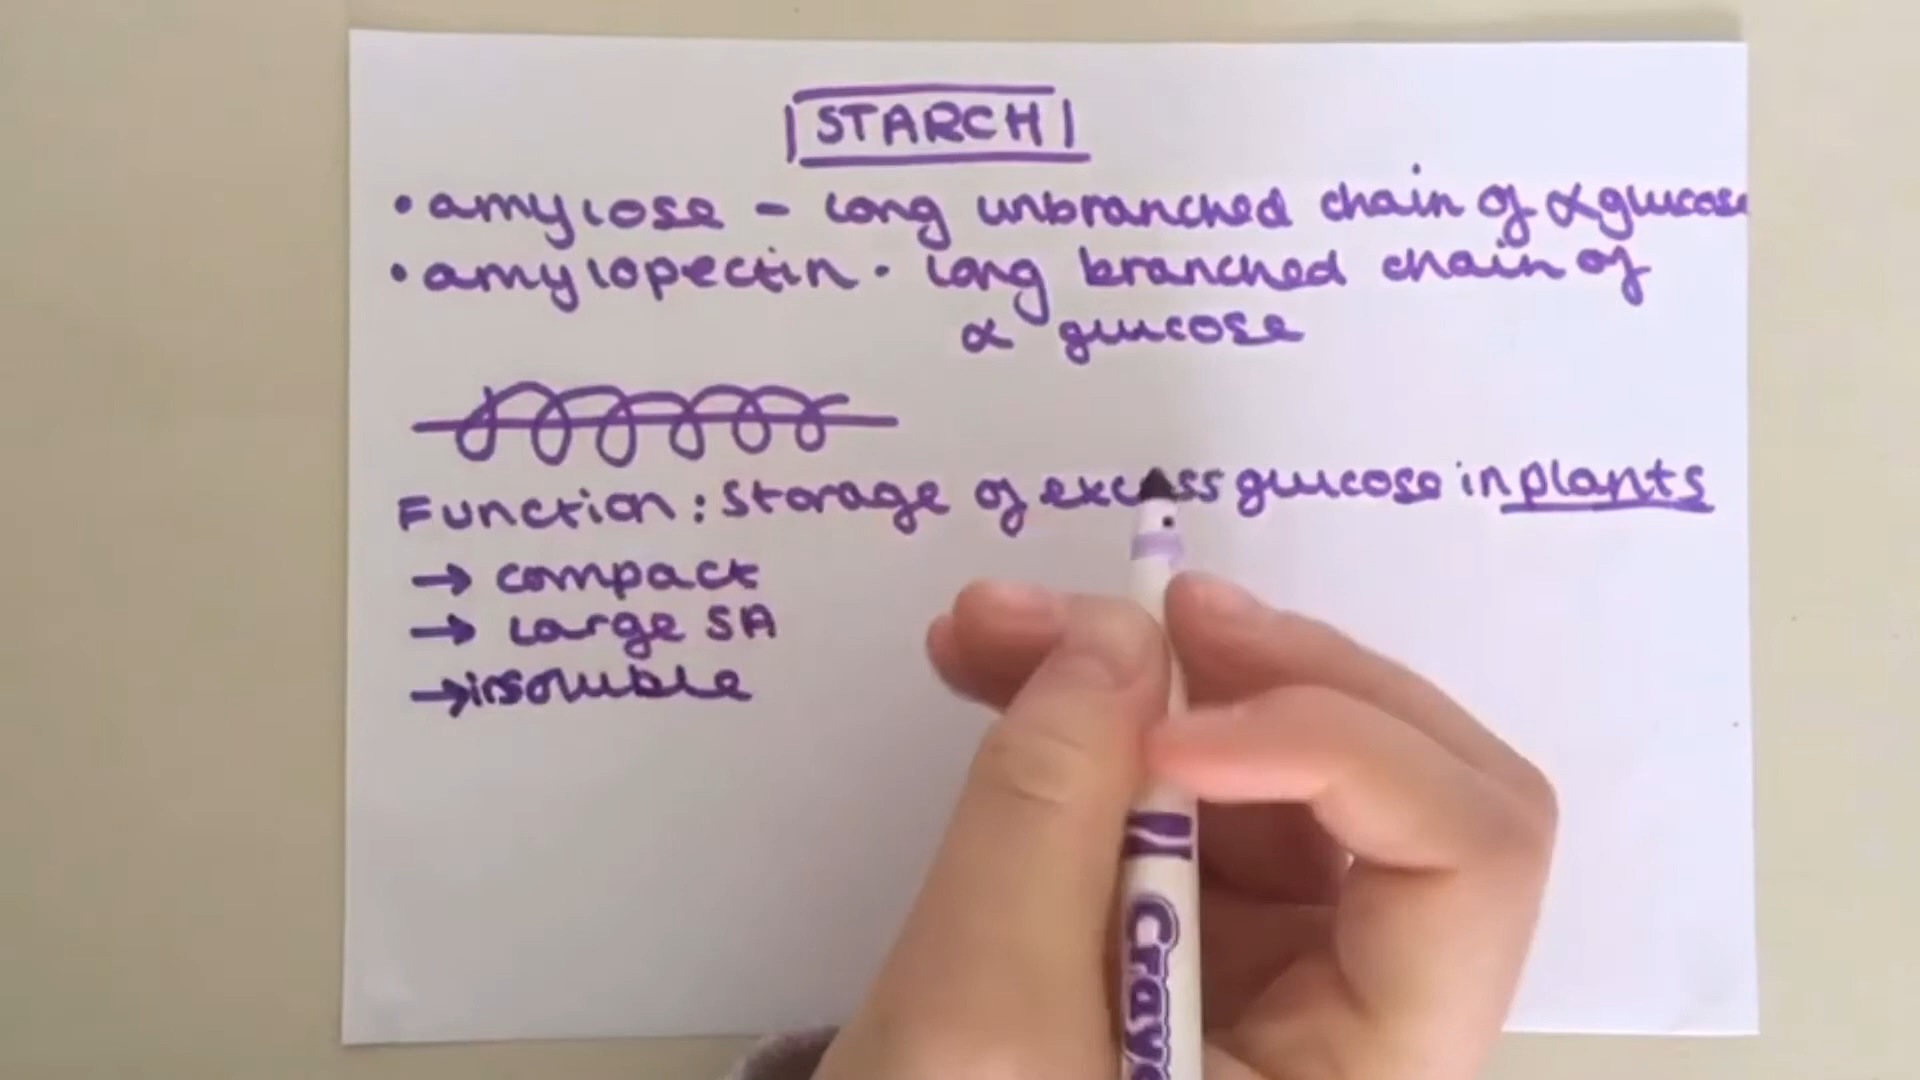 STARCH
• amylose - long unbranched chain of α glucose
• amylopectin • long branched chain of
α glucose
Function: Storage of excess glucose in plants
→ compact
→ large SA
→ insoluble
Crayo